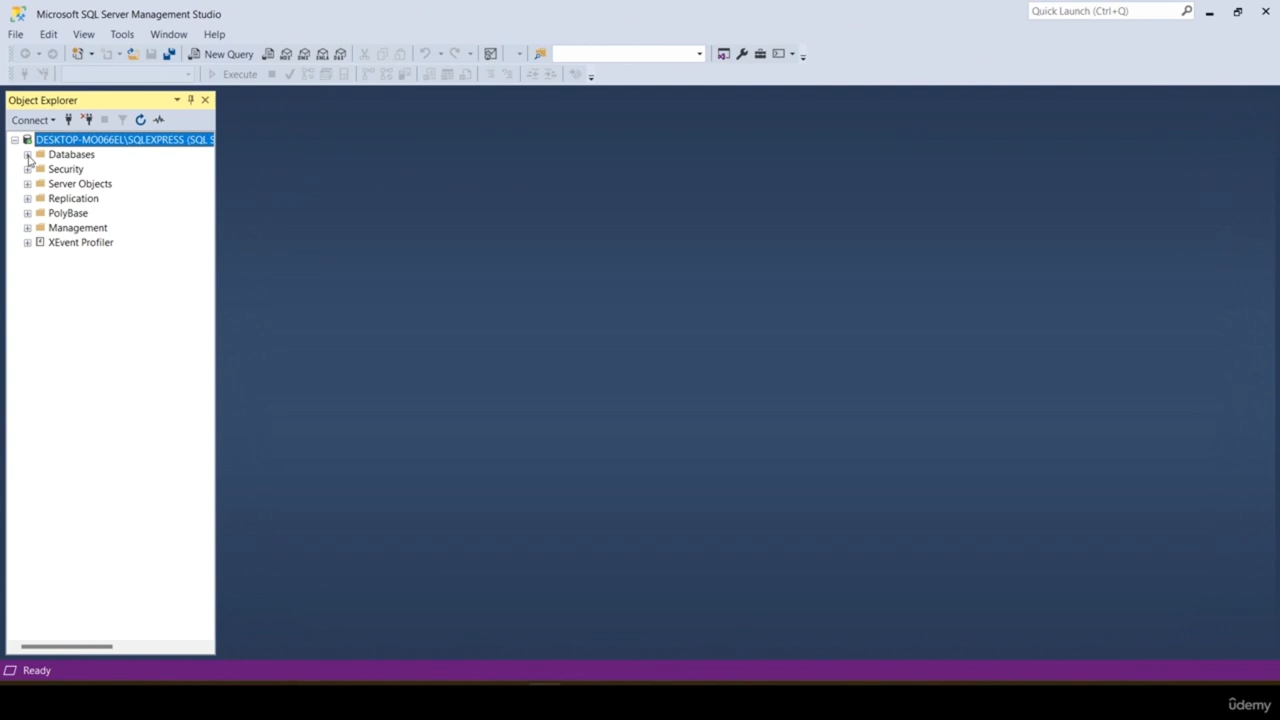 Microsoft SQL Server Management Studio
Quick Launch (Ctrl+Q)
File Edit View Tools Window Help
New Query
Execute
Object Explorer
Connect
DESKTOP-MO066EL\SQLEXPRESS (SQL S
Databases
Security
Server Objects
Replication
PolyBase
Management
XEvent Profiler
Ready
ûdemy